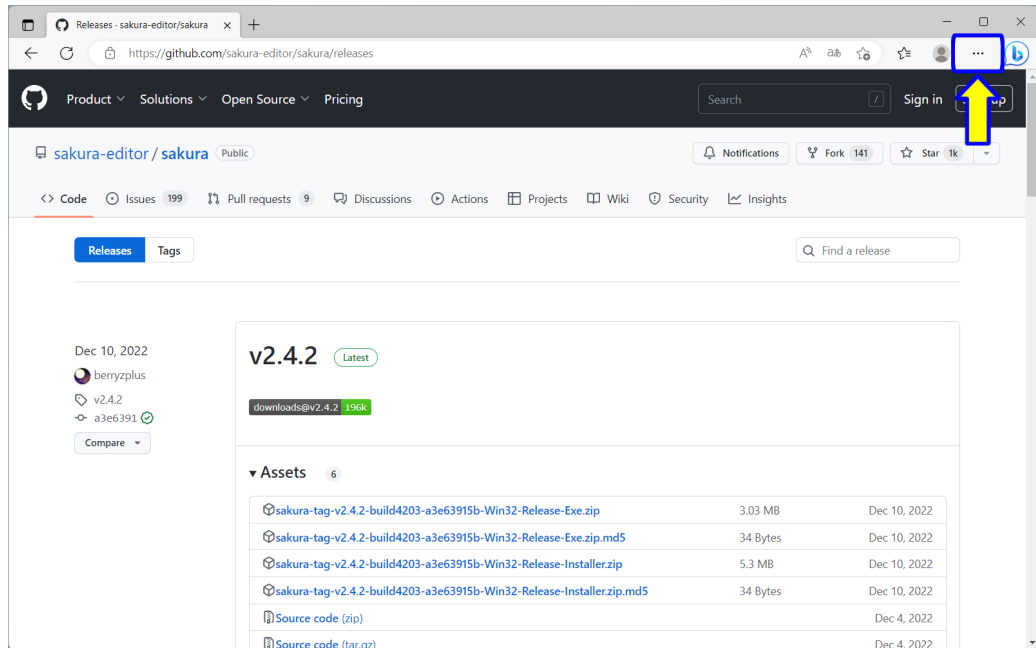 Releases · sakura-editor/sakura
https://github.com/sakura-editor/sakura/releases
Product Solutions Open Source Pricing Search / Sign in
sakura-editor / sakura Public Notifications Fork 141 Star 1k
Code Issues 199 Pull requests 9 Discussions Actions Projects Wiki Security Insights
Releases Tags Find a release
Dec 10, 2022
berryzplus
v2.4.2
a3e6391
Compare
v2.4.2 Latest
downloads@v2.4.2 196k
Assets 6
sakura-tag-v2.4.2-build4203-a3e63915b-Win32-Release-Exe.zip 3.03 MB Dec 10, 2022
sakura-tag-v2.4.2-build4203-a3e63915b-Win32-Release-Exe.zip.md5 34 Bytes Dec 10, 2022
sakura-tag-v2.4.2-build4203-a3e63915b-Win32-Release-Installer.zip 5.3 MB Dec 10, 2022
sakura-tag-v2.4.2-build4203-a3e63915b-Win32-Release-Installer.zip.md5 34 Bytes Dec 10, 2022
Source code (zip) Dec 4, 2022
Source code (tar.gz) Dec 4, 2022